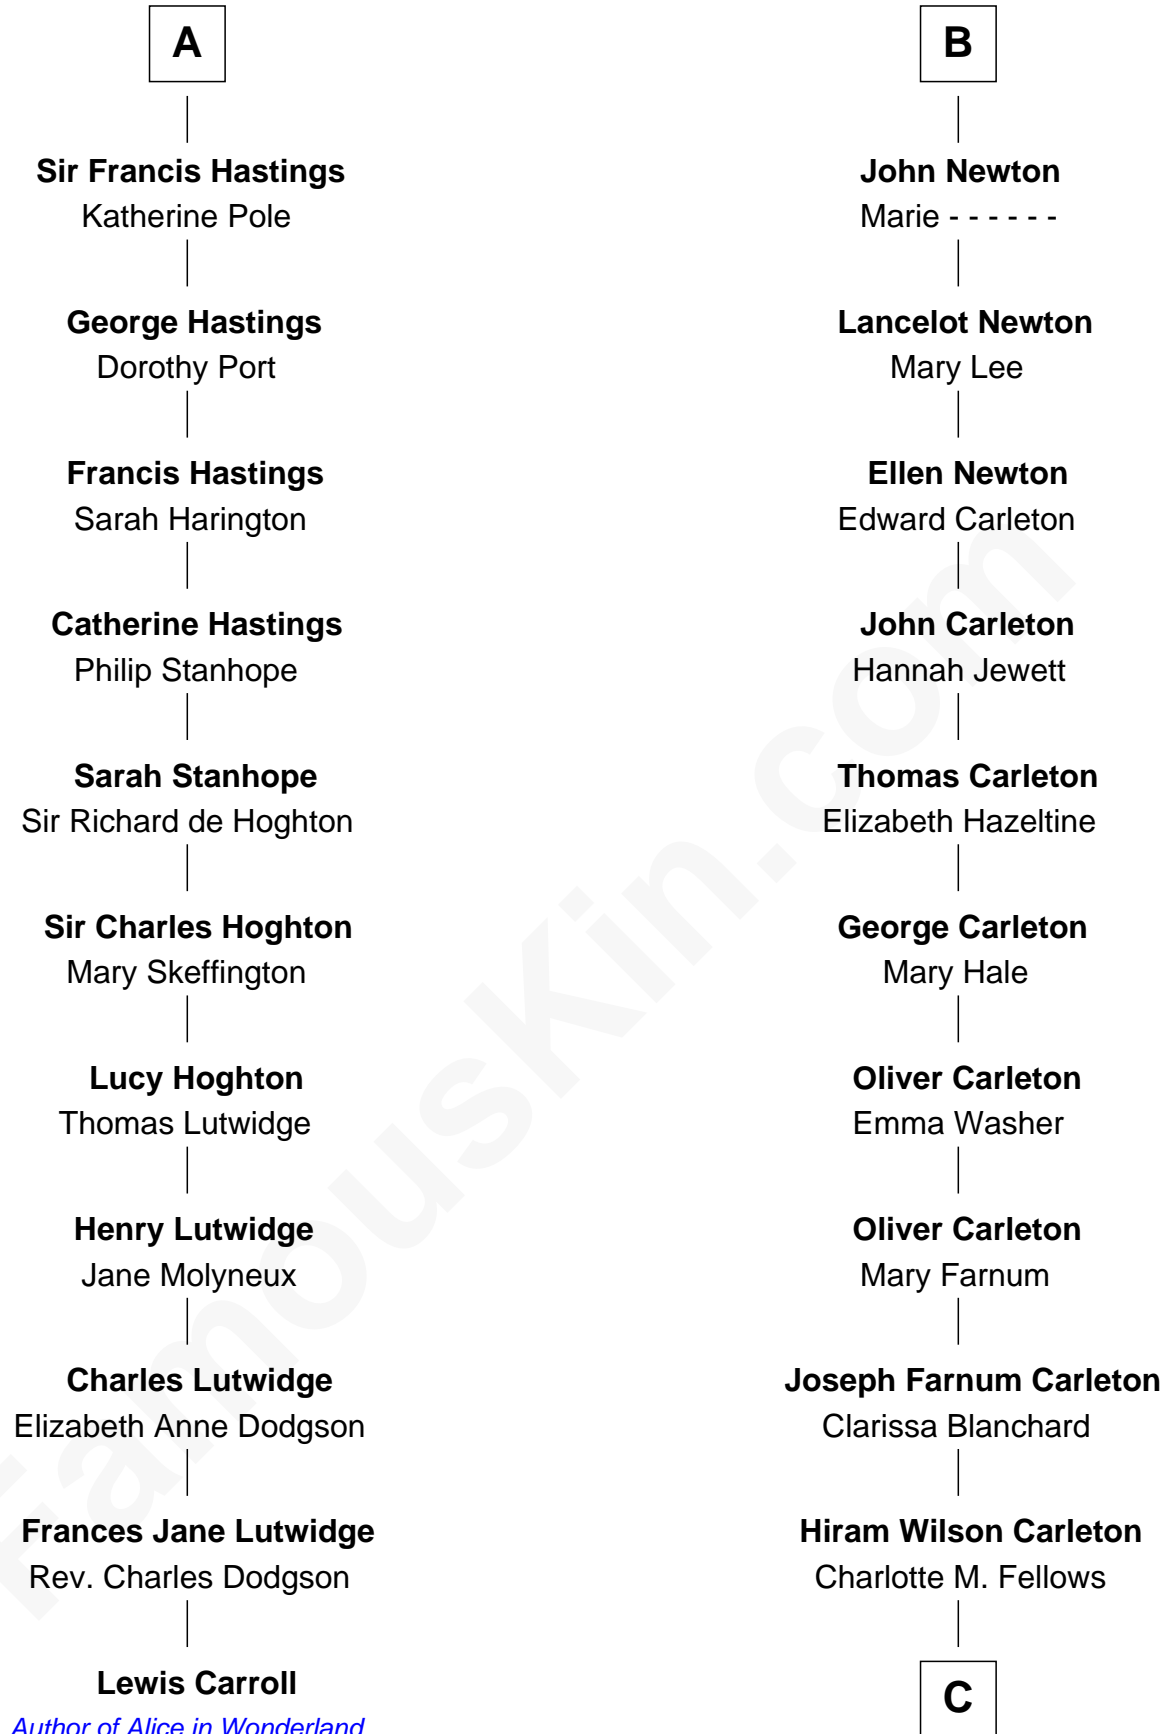 A
Sir Francis Hastings
Katherine Pole
George Hastings
Dorothy Port
Francis Hastings
Sarah Harington
Catherine Hastings
Philip Stanhope
Sarah Stanhope
Sir Richard de Hoghton
Sir Charles Hoghton
Mary Skeffington
Lucy Hoghton
Thomas Lutwidge
Henry Lutwidge
Jane Molyneux
Charles Lutwidge
Elizabeth Anne Dodgson
Frances Jane Lutwidge
Rev. Charles Dodgson
Lewis Carroll
Author of Alice in Wonderland
B
John Newton
Marie - - - - - -
Lancelot Newton
Mary Lee
Ellen Newton
Edward Carleton
John Carleton
Hannah Jewett
Thomas Carleton
Elizabeth Hazeltine
George Carleton
Mary Hale
Oliver Carleton
Emma Washer
Oliver Carleton
Mary Farnum
Joseph Farnum Carleton
Clarissa Blanchard
Hiram Wilson Carleton
Charlotte M. Fellows
C
FamousKin.com